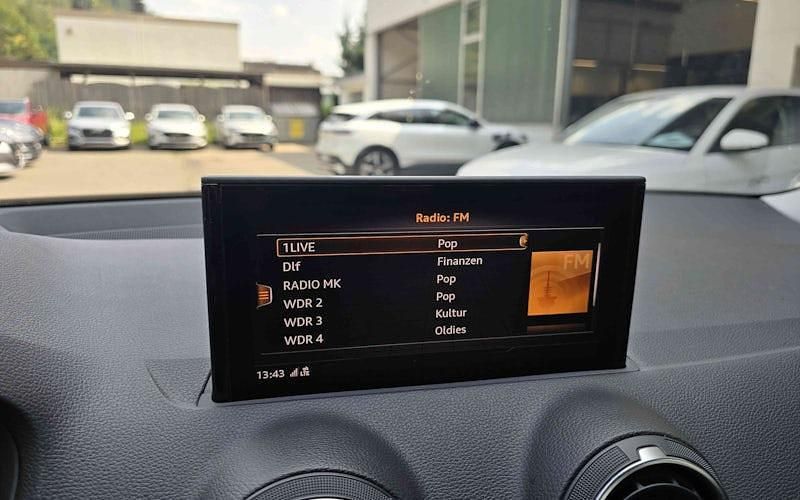 Radio: FM
1LIVE Pop
Dlf Finanzen
RADIO MK Pop
WDR 2 Pop
WDR 3 Kultur
WDR 4 Oldies
FM
13:43 LTE